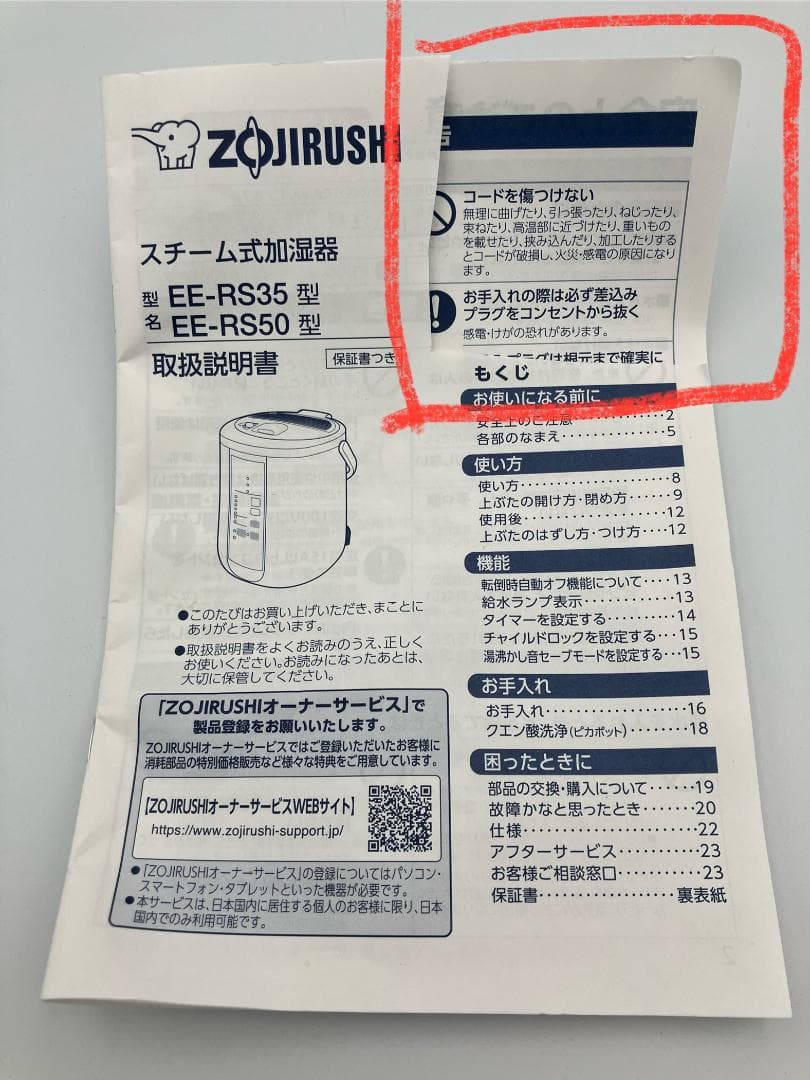 ZOJIRUSHI
スチーム式加湿器
型名 EE-RS35 型
EE-RS50 型
取扱説明書
保証書つき
●このたびはお買い上げいただき、まことに
ありがとうございます。
●取扱説明書をよくお読みのうえ、正しく
お使いください。お読みになったあとは、
大切に保管してください。
「ZOJIRUSHIオーナーサービス」で
製品登録をお願いいたします。
ZOJIRUSHIオーナーサービスではご登録いただいたお客様に
消耗部品の特別価格販売など様々な特典をご用意しています。
【ZOJIRUSHIオーナーサービスWEBサイト】
https://www.zojirushi-support.jp/
●「ZOJIRUSHIオーナーサービス」の登録についてはパソコン・
スマートフォン・タブレットといった機器が必要です。
●本サービスは、日本国内に居住する個人のお客様に限り、日本
国内でのみ利用可能です。
告
コードを傷つけない
無理に曲げたり、引っ張ったり、ねじったり、
束ねたり、高温部に近づけたり、重いもの
を載せたり、挟み込んだり、加工したりする
とコードが破損し、火災・感電の原因になり
ます。
お手入れの際は必ず差込み
プラグをコンセントから抜く
感電・けがの恐れがあります。
プラグは根元まで確実に
もくじ
お使いになる前に
安全上のご注意‥‥‥‥‥2
各部のなまえ‥‥‥‥‥‥5
使い方
使い方‥‥‥‥‥‥‥‥‥8
上ぶたの開け方・閉め方‥‥9
使用後‥‥‥‥‥‥‥‥‥12
上ぶたのはずし方・つけ方‥‥12
機能
転倒時自動オフ機能について‥‥13
給水ランプ表示‥‥‥‥‥13
タイマーを設定する‥‥‥‥14
チャイルドロックを設定する‥‥15
湯沸かし音セーブモードを設定する‥‥15
お手入れ
お手入れ‥‥‥‥‥‥‥‥16
クエン酸洗浄(ピカポット)‥‥‥18
困ったときに
部品の交換・購入について‥‥‥19
故障かなと思ったとき‥‥‥20
仕様‥‥‥‥‥‥‥‥‥‥22
アフターサービス‥‥‥‥‥23
お客様ご相談窓口‥‥‥‥‥23
保証書‥‥‥‥‥‥‥裏表紙